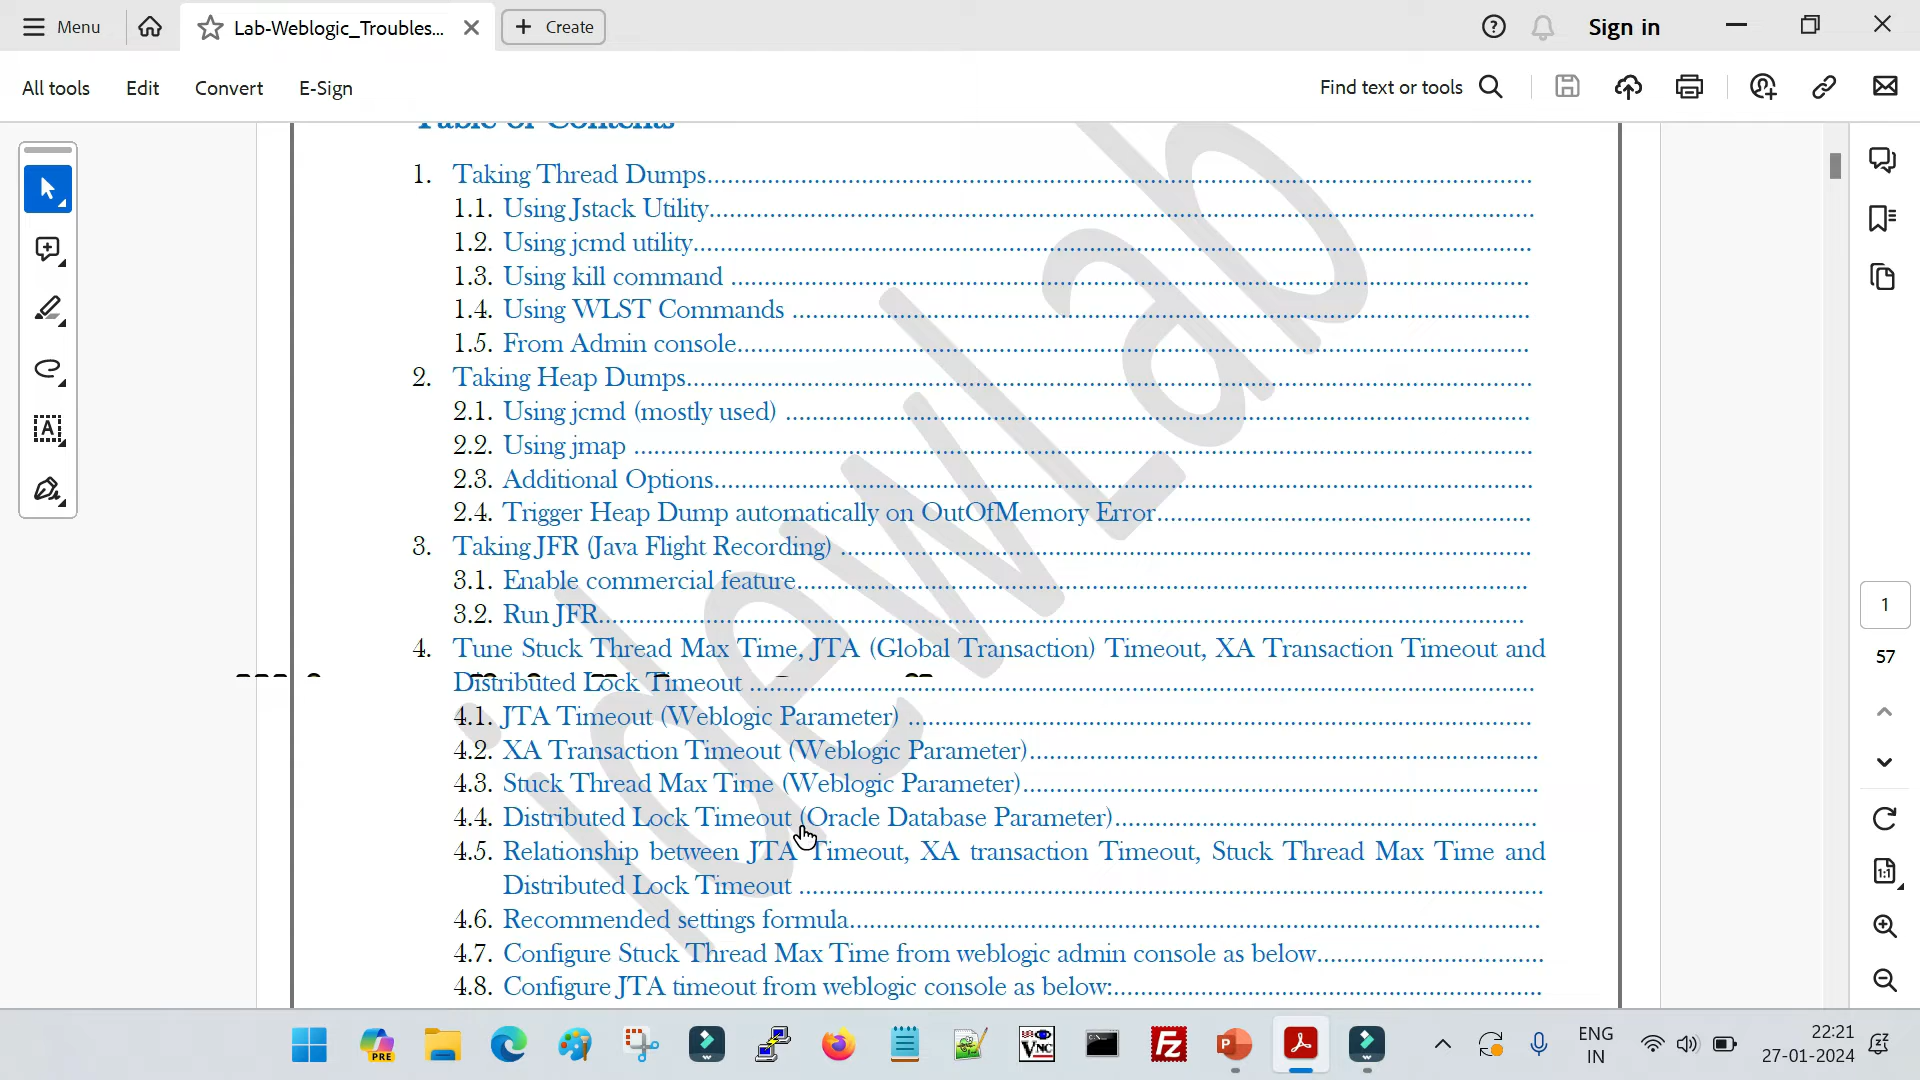 Menu
Lab-Weblogic_Troubles...
Create
Sign in
All tools
Edit
Convert
E-Sign
Find text or tools
Table of Contents
1. Taking Thread Dumps
1.1. Using Jstack Utility
1.2. Using jcmd utility
1.3. Using kill command
1.4. Using WLST Commands
1.5. From Admin console
2. Taking Heap Dumps
2.1. Using jcmd (mostly used)
2.2. Using jmap
2.3. Additional Options
2.4. Trigger Heap Dump automatically on OutOfMemory Error
3. Taking JFR (Java Flight Recording)
3.1. Enable commercial feature
3.2. Run JFR
4. Tune Stuck Thread Max Time, JTA (Global Transaction) Timeout, XA Transaction Timeout and
Distributed Lock Timeout
4.1. JTA Timeout (Weblogic Parameter)
4.2. XA Transaction Timeout (Weblogic Parameter)
4.3. Stuck Thread Max Time (Weblogic Parameter)
4.4. Distributed Lock Timeout (Oracle Database Parameter)
4.5. Relationship between JTA Timeout, XA transaction Timeout, Stuck Thread Max Time and
Distributed Lock Timeout
4.6. Recommended settings formula
4.7. Configure Stuck Thread Max Time from weblogic admin console as below
4.8. Configure JTA timeout from weblogic console as below:
idewLab
1
57
1:1
PRE
VNC
ENG
IN
22:21
27-01-2024